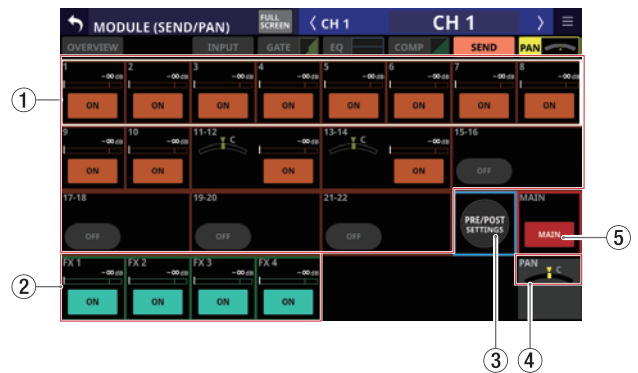 MODULE (SEND/PAN) FULL SCREEN CH 1 CH 1
OVERVIEW INPUT GATE EQ COMP SEND PAN
1 2 3 4 5 6 7 8
-∞dB -∞dB -∞dB -∞dB -∞dB -∞dB -∞dB -∞dB
1 ON ON ON ON ON ON ON ON
9 10 11-12 13-14 15-16
-∞dB -∞dB C -∞dB C -∞dB
ON ON ON ON OFF
17-18 19-20 21-22 MAIN
PRE/POST
SETTINGS
OFF OFF OFF MAIN 5
FX 1 FX 2 FX 3 FX 4 PAN C
2 -∞dB -∞dB -∞dB -∞dB
ON ON ON ON
3 4